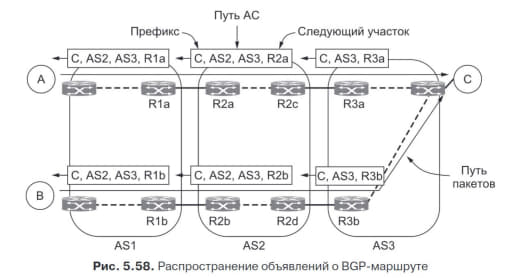 Путь АС
Префикс
Следующий участок
C, AS2, AS3, R1a
C, AS2, AS3, R2a
C, AS3, R3a
A
C
R1a
R2a
R2c
R3a
C, AS2, AS3, R1b
C, AS2, AS3, R2b
C, AS3, R3b
Путь
пакетов
B
R1b
R2b
R2d
R3b
AS1
AS2
AS3
Рис. 5.58. Распространение объявлений о BGP-маршруте